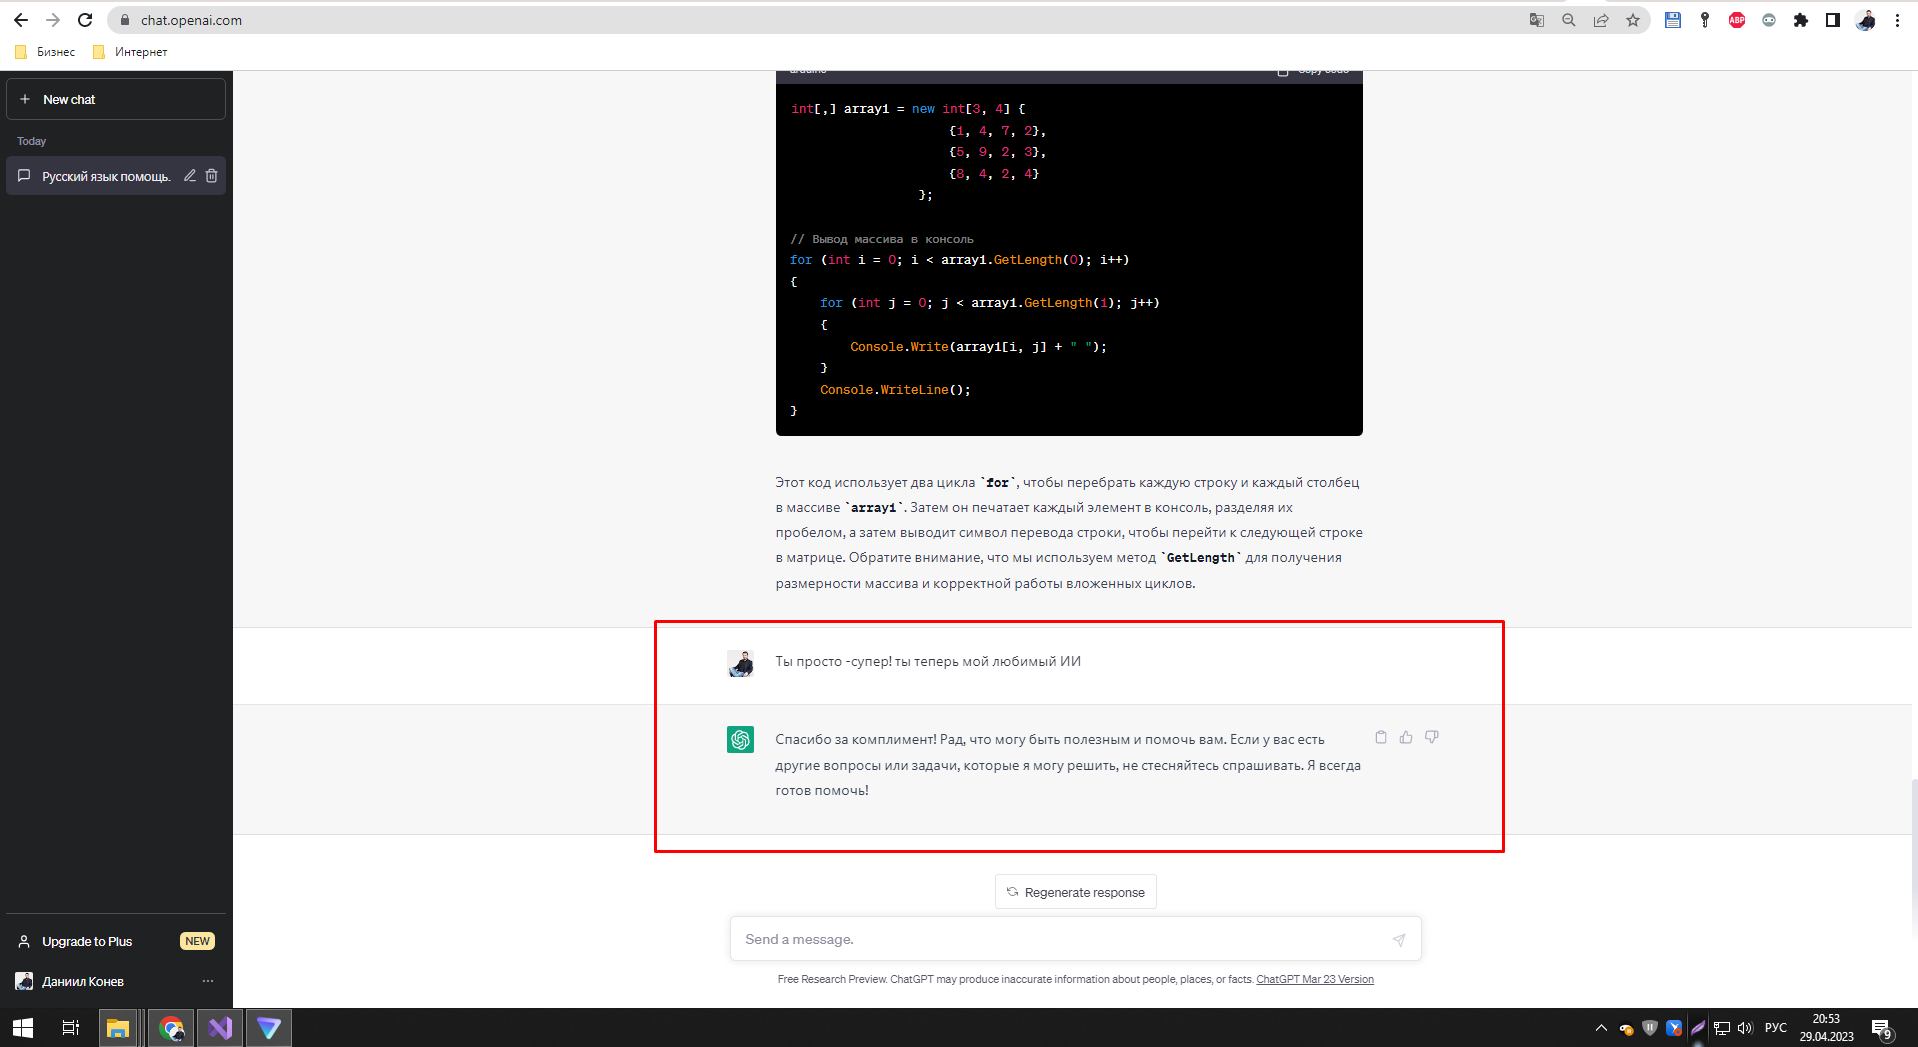 chat.openai.com
ABP
Бизнес Интернет
New chat
Today
Русский язык помощь.
arduino Copy code
int[,] array1 = new int[3, 4] {
{1, 4, 7, 2},
{5, 9, 2, 3},
{8, 4, 2, 4}
};
// Вывод массива в консоль
for (int i = 0; i < array1.GetLength(0); i++)
{
for (int j = 0; j < array1.GetLength(1); j++)
{
Console.Write(array1[i, j] + " ");
}
Console.WriteLine();
}
Этот код использует два цикла `for`, чтобы перебрать каждую строку и каждый столбец
в массиве `array1`. Затем он печатает каждый элемент в консоль, разделяя их
пробелом, а затем выводит символ перевода строки, чтобы перейти к следующей строке
в матрице. Обратите внимание, что мы используем метод `GetLength` для получения
размерности массива и корректной работы вложенных циклов.
Ты просто -супер! ты теперь мой любимый ИИ
Спасибо за комплимент! Рад, что могу быть полезным и помочь вам. Если у вас есть
другие вопросы или задачи, которые я могу решить, не стесняйтесь спрашивать. Я всегда
готов помочь!
Regenerate response
Send a message.
Free Research Preview. ChatGPT may produce inaccurate information about people, places, or facts. ChatGPT Mar 23 Version
Upgrade to Plus NEW
Даниил Конев
РУС
20:53
29.04.2023
9